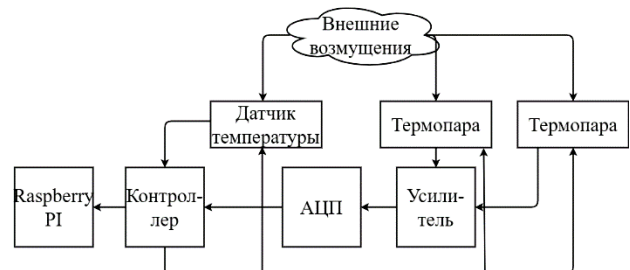 Внешние
возмущения
Датчик
температуры
Термопара
Термопара
Raspberry
PI
Контрол-
лер
АЦП
Усили-
тель